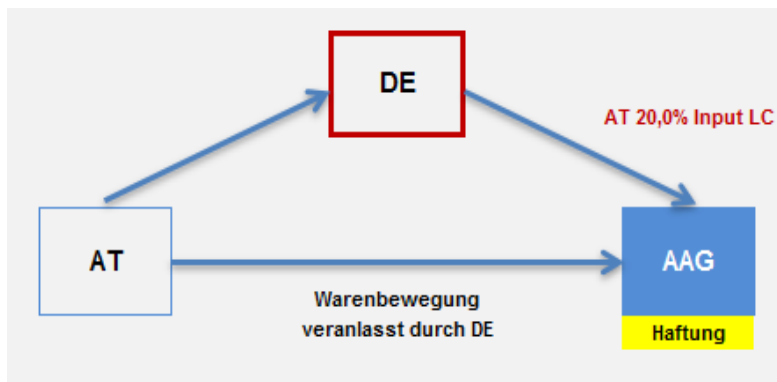 DE
AT 20,0% Input LC
AT
AAG
Warenbewegung
veranlasst durch DE
Haftung